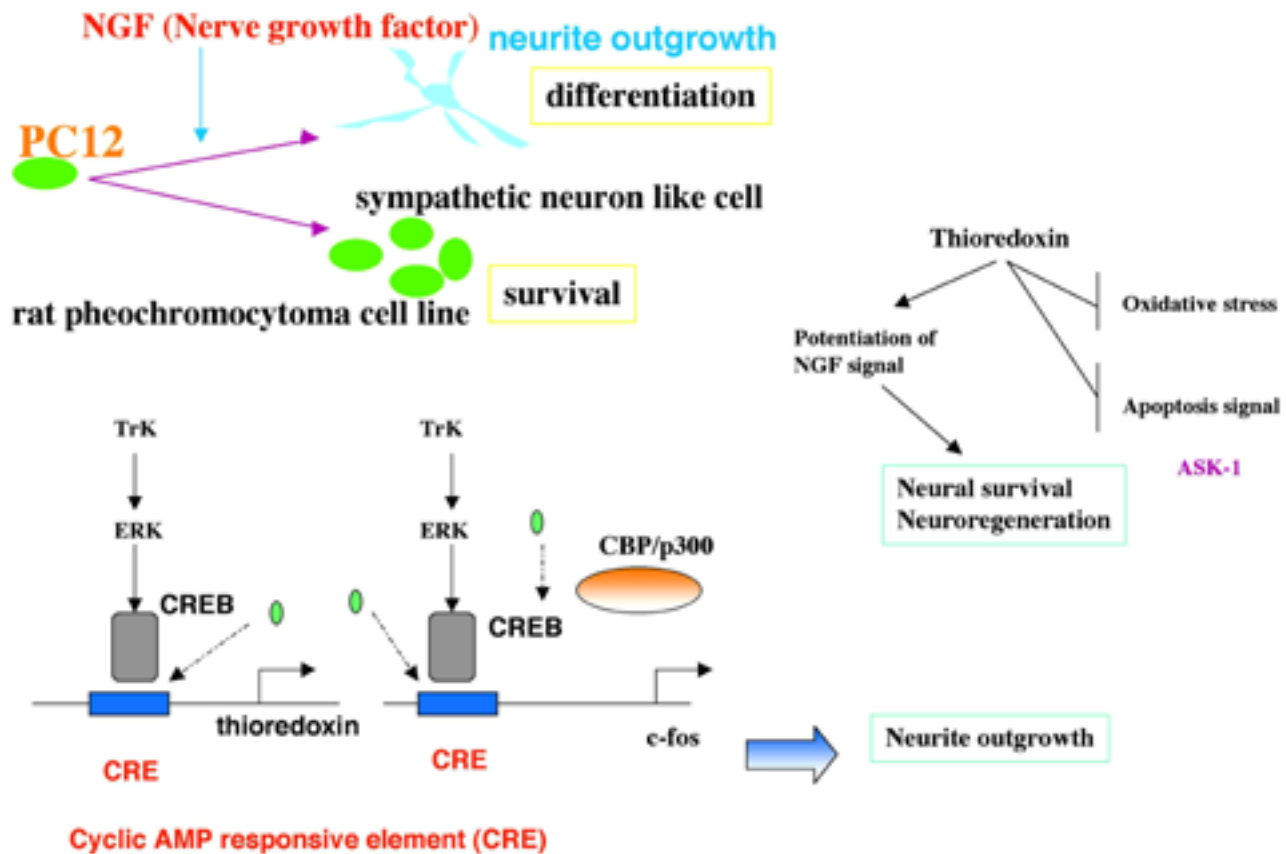 NGF (Nerve growth factor)
neurite outgrowth
differentiation
PC12
sympathetic neuron like cell
survival
rat pheochromocytoma cell line
Thioredoxin
Oxidative stress
Potentiation of
NGF signal
Apoptosis signal
ASK-1
Neural survival
Neuroregeneration
TrK
TrK
ERK
ERK
CBP/p300
CREB
CREB
thioredoxin
c-fos
Neurite outgrowth
CRE
CRE
Cyclic AMP responsive element (CRE)